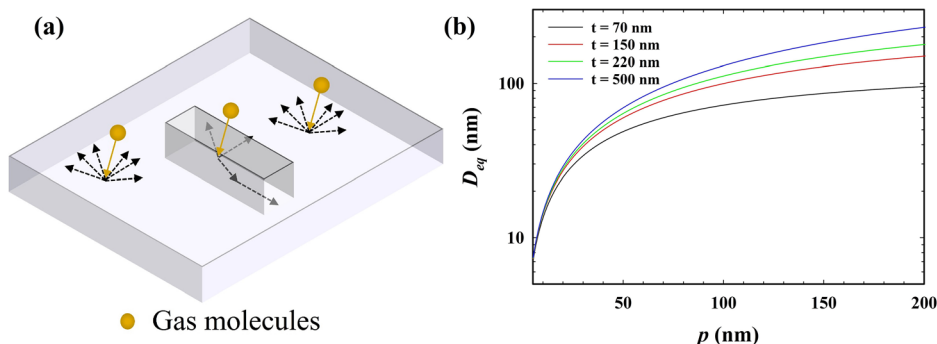 (a)
Gas molecules
(b)
t = 70 nm
t = 150 nm
t = 220 nm
t = 500 nm
100
10
D_eq (nm)
50
100
150
200
p (nm)